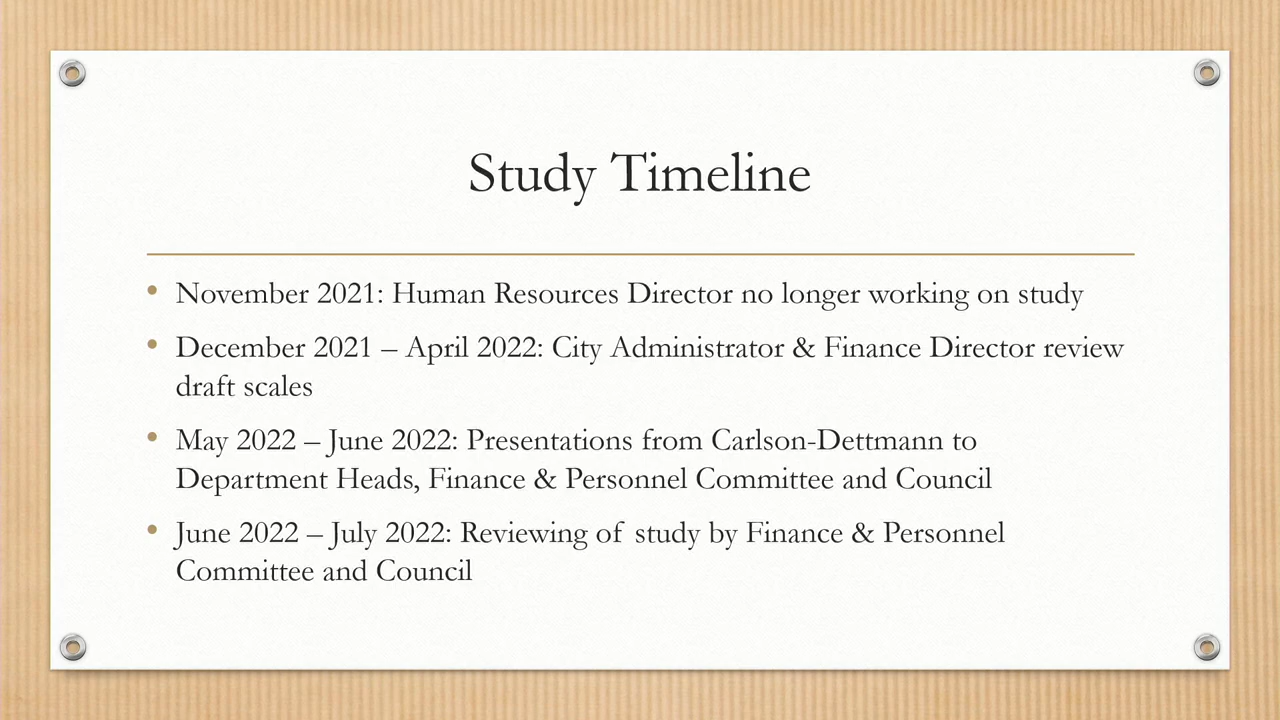 Study Timeline
• November 2021: Human Resources Director no longer working on study
• December 2021 – April 2022: City Administrator & Finance Director review
draft scales
• May 2022 – June 2022: Presentations from Carlson-Dettmann to
Department Heads, Finance & Personnel Committee and Council
• June 2022 – July 2022: Reviewing of study by Finance & Personnel
Committee and Council